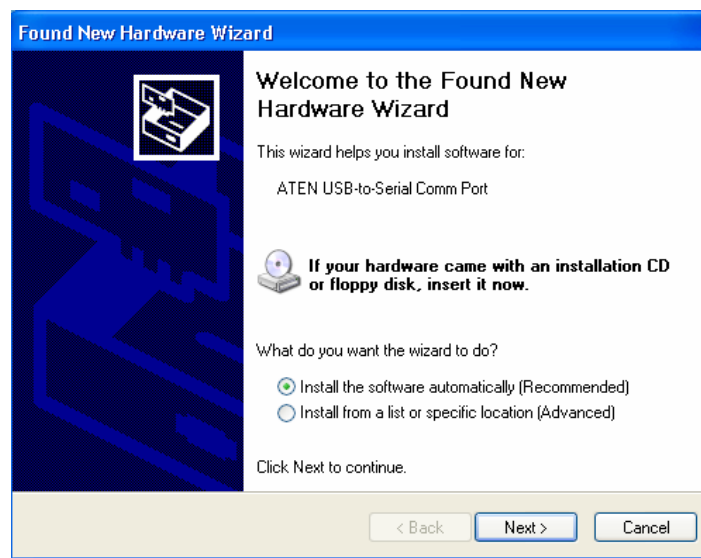 Found New Hardware Wizard
Welcome to the Found New
Hardware Wizard
This wizard helps you install software for:
ATEN USB-to-Serial Comm Port
If your hardware came with an installation CD
or floppy disk, insert it now.
What do you want the wizard to do?
Install the software automatically (Recommended)
Install from a list or specific location (Advanced)
Click Next to continue.
< Back Next > Cancel